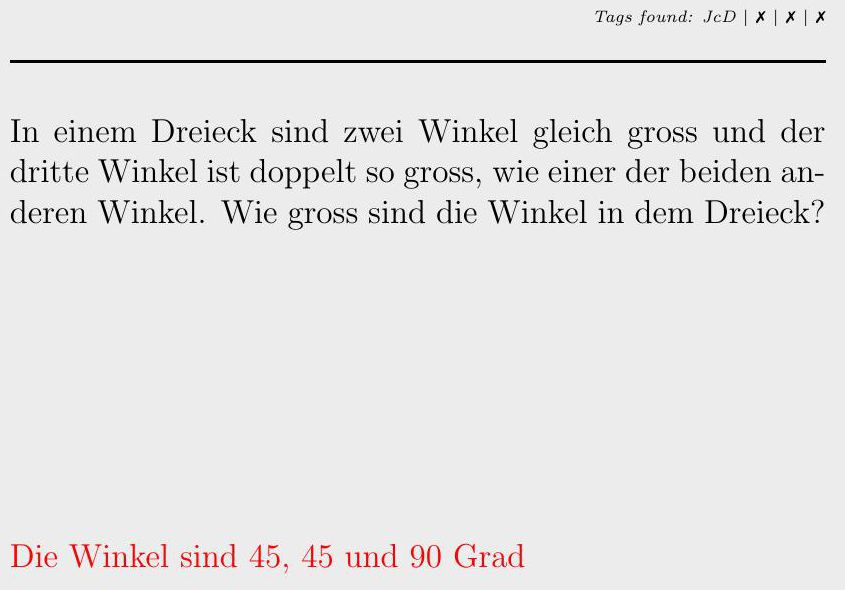 Tags found: JcD | ✗ | ✗ | ✗
In einem Dreieck sind zwei Winkel gleich gross und der
dritte Winkel ist doppelt so gross, wie einer der beiden an-
deren Winkel. Wie gross sind die Winkel in dem Dreieck?
Die Winkel sind 45, 45 und 90 Grad